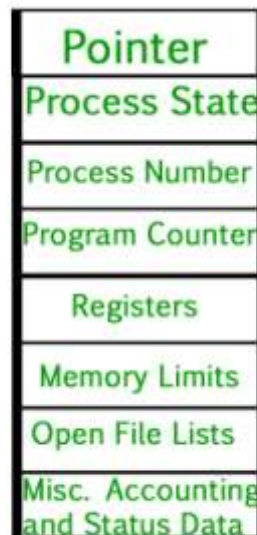 Pointer
Process State
Process Number
Program Counter
Registers
Memory Limits
Open File Lists
Misc. Accounting
and Status Data